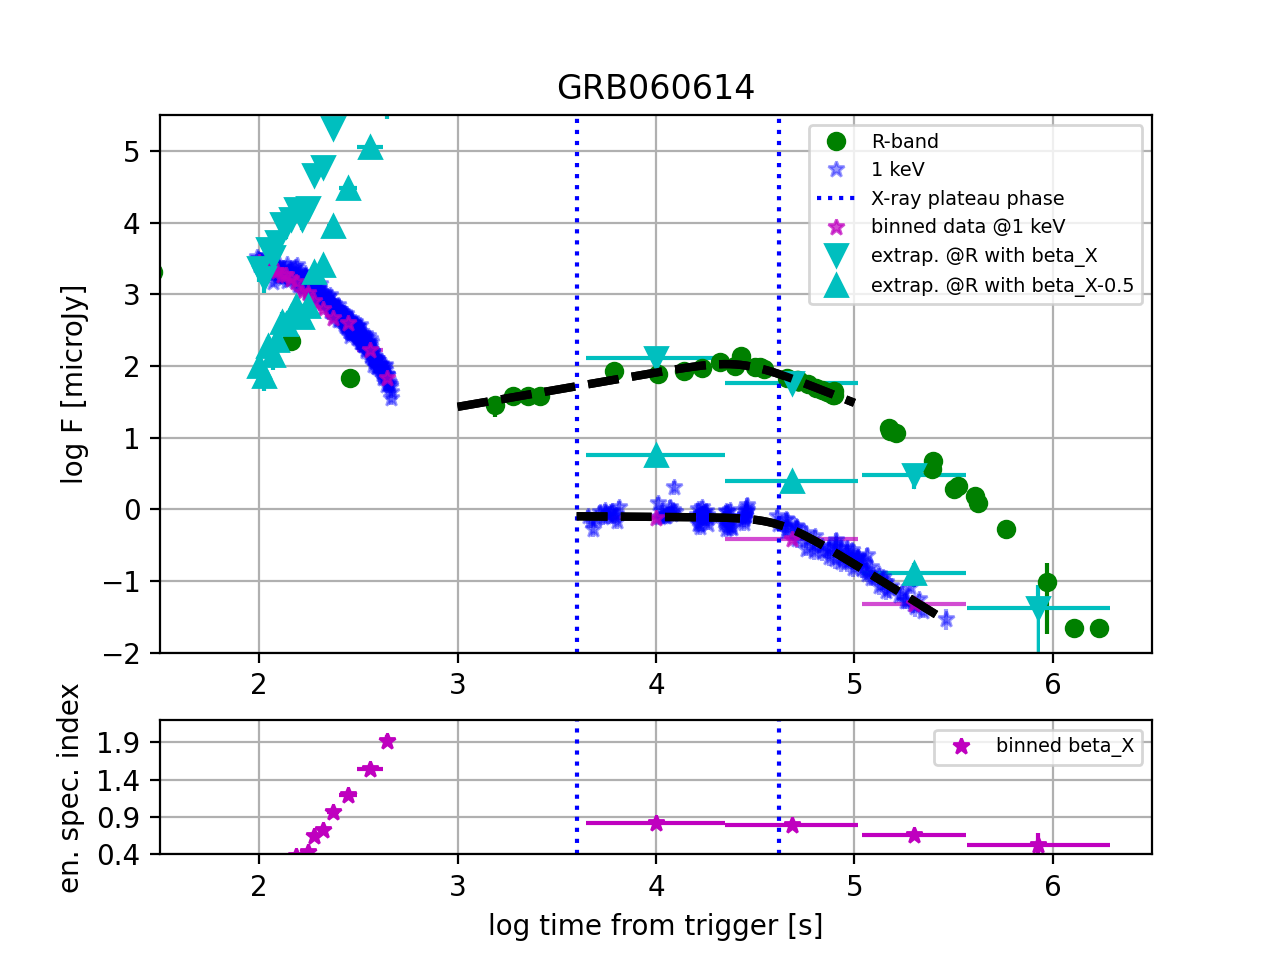 GRB060614
log F [microJy]
5
4
3
2
1
0
−1
−2
R-band
1 keV
X-ray plateau phase
binned data @1 keV
extrap. @R with beta_X
extrap. @R with beta_X-0.5
2 3 4 5 6
en. spec. index
1.9
1.4
0.9
0.4
binned beta_X
2 3 4 5 6
log time from trigger [s]